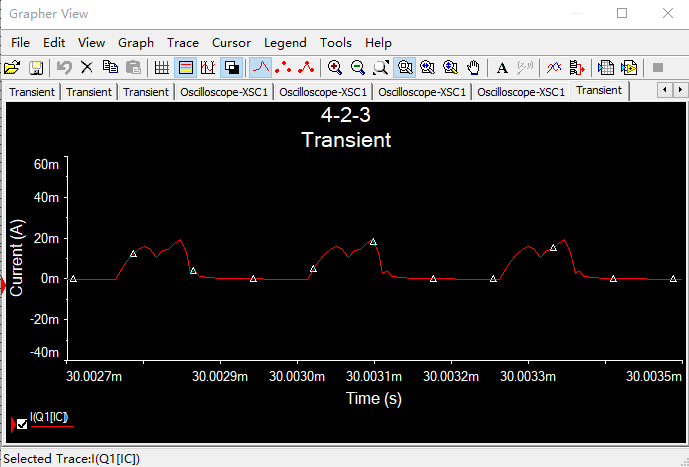 Grapher View
File Edit View Graph Trace Cursor Legend Tools Help
A
Transient Transient Transient Oscilloscope-XSC1 Oscilloscope-XSC1 Oscilloscope-XSC1 Oscilloscope-XSC1 Transient
4-2-3
Transient
60m
40m
20m
0m
-20m
-40m
Current (A)
30.0027m 30.0029m 30.0030m 30.0031m 30.0032m 30.0033m 30.0035m
Time (s)
I(Q1[IC])
Selected Trace:I(Q1[IC])